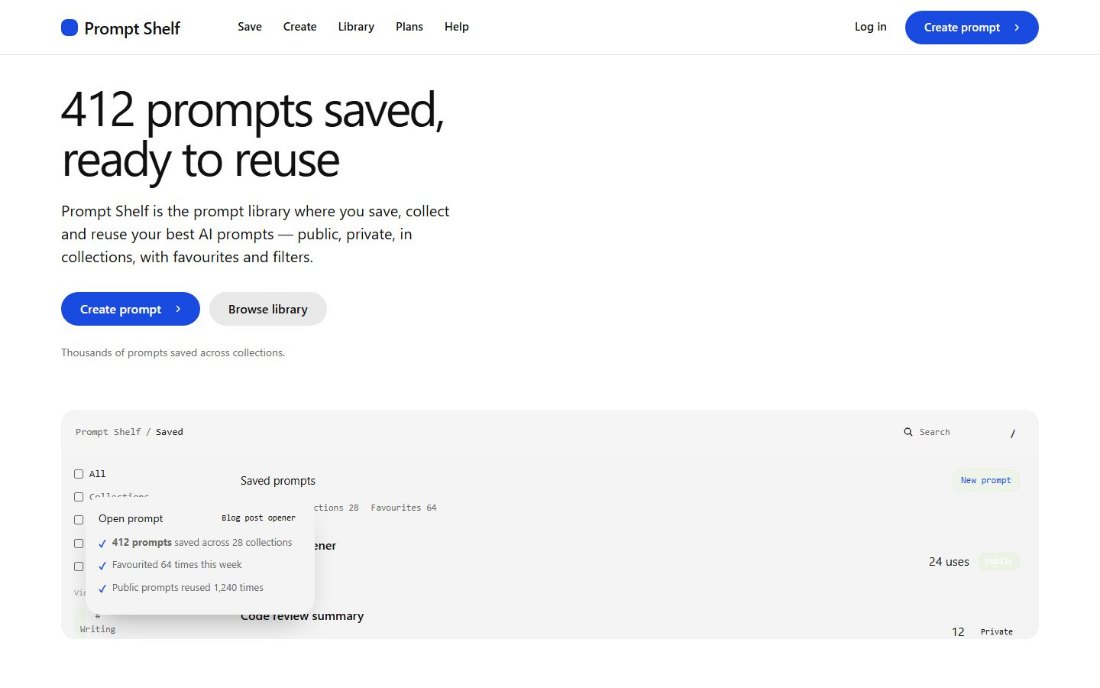 Prompt Shelf
Save Create Library Plans Help
Log in
Create prompt
412 prompts saved,
ready to reuse
Prompt Shelf is the prompt library where you save, collect
and reuse your best AI prompts — public, private, in
collections, with favourites and filters.
Create prompt
Browse library
Thousands of prompts saved across collections.
Prompt Shelf / Saved
Search /
All
Collections
Saved prompts
New prompt
28 Favourites 64
Open prompt Blog post opener
412 prompts saved across 28 collections
Favourited 64 times this week
Public prompts reused 1,240 times
24 uses Public
Code review summary
#
Writing
12 Private